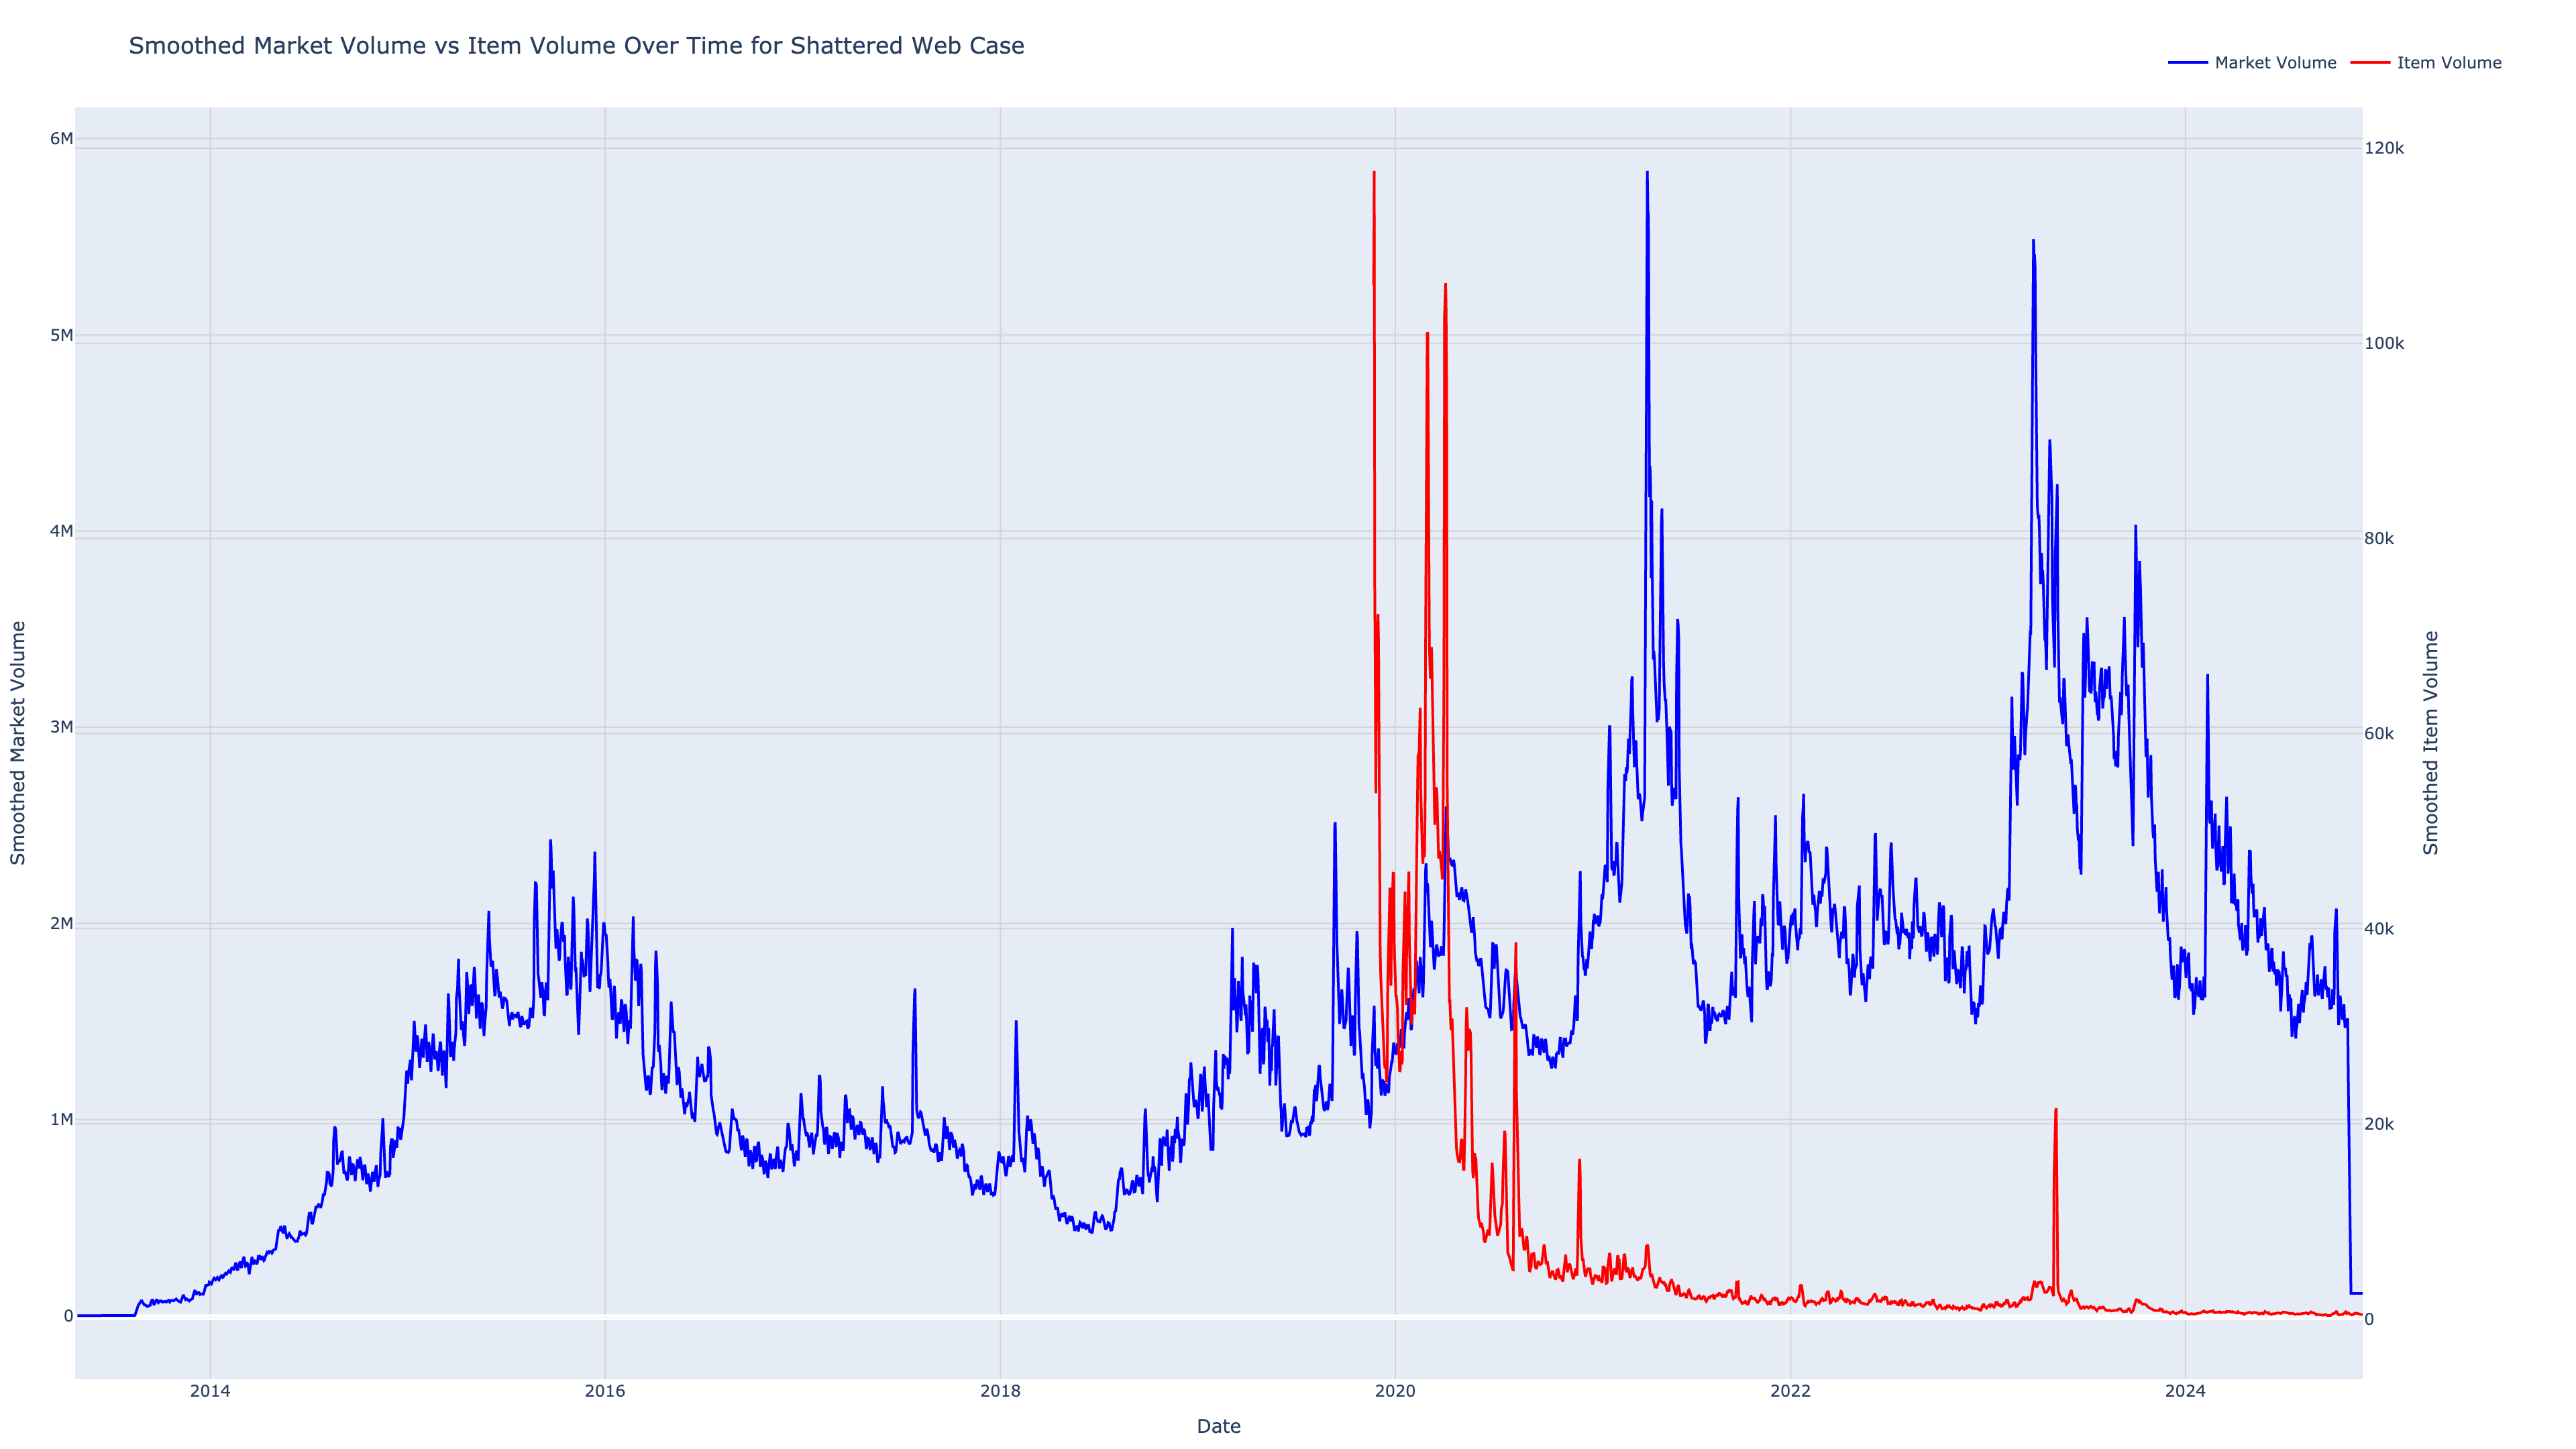 Smoothed Market Volume vs Item Volume Over Time for Shattered Web Case
Market Volume
Item Volume
6M
5M
4M
3M
2M
1M
0
Smoothed Market Volume
120k
100k
80k
60k
40k
20k
0
Smoothed Item Volume
2014
2016
2018
2020
2022
2024
Date